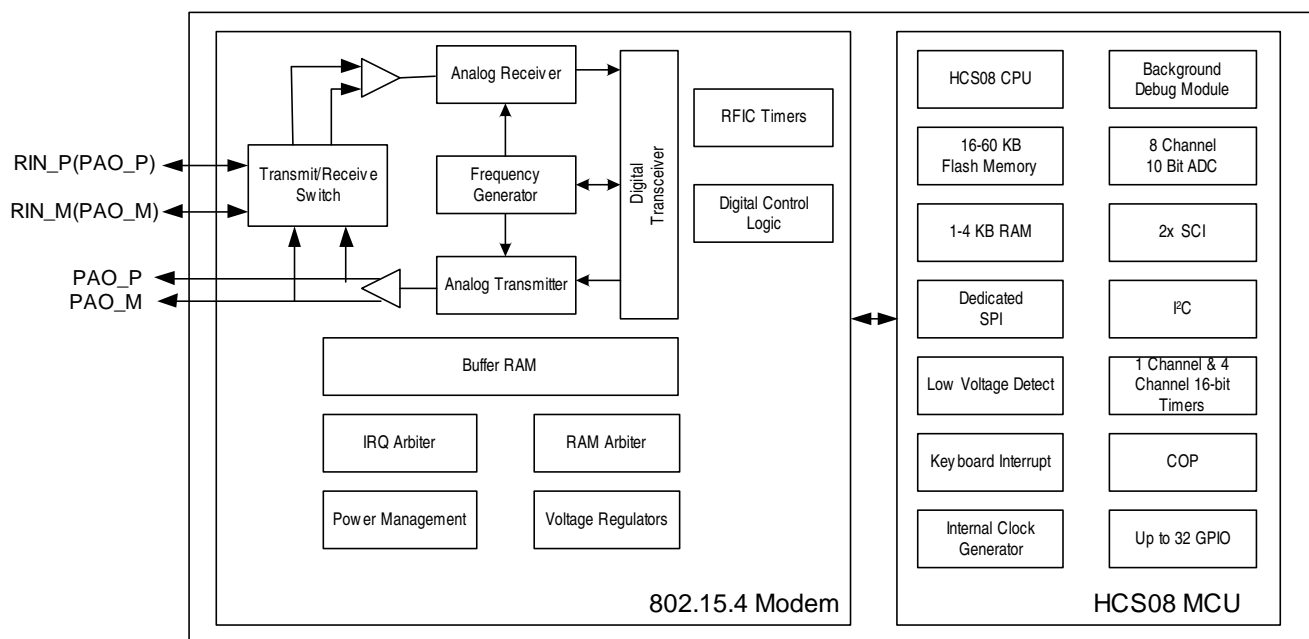 RIN_P(PAO_P)
RIN_M(PAO_M)
PAO_P
PAO_M
Transmit/Receive
Switch
Analog Receiver
Frequency
Generator
Analog Transmitter
Digital
Transceiver
RFIC Timers
Digital Control
Logic
Buffer RAM
IRQ Arbiter
RAM Arbiter
Power Management
Voltage Regulators
802.15.4 Modem
HCS08 CPU
Background
Debug Module
16-60 KB
Flash Memory
8 Channel
10 Bit ADC
1-4 KB RAM
2x SCI
Dedicated
SPI
I²C
Low Voltage Detect
1 Channel & 4
Channel 16-bit
Timers
Keyboard Interrupt
COP
Internal Clock
Generator
Up to 32 GPIO
HCS08 MCU